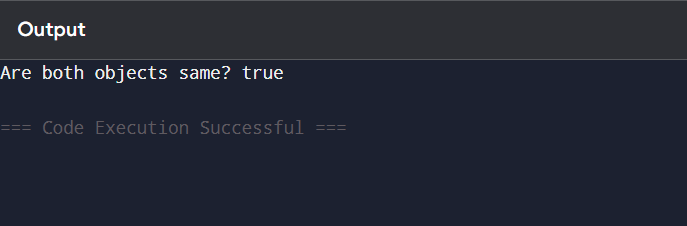 Output
Are both objects same? true
=== Code Execution Successful ===